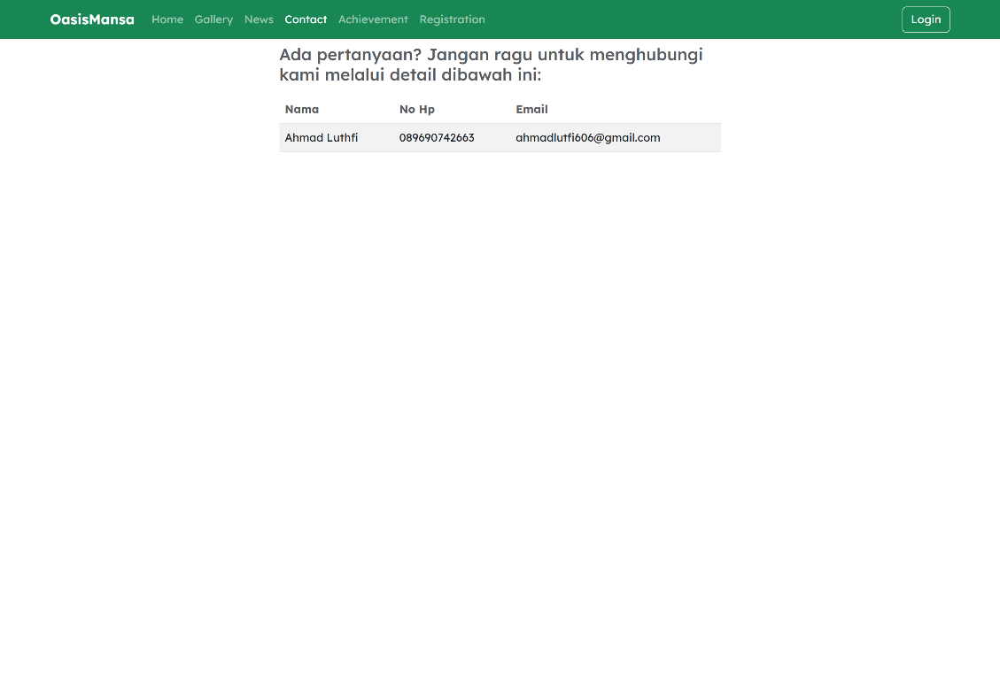 OasisMansa Home Gallery News Contact Achievement Registration Login
Ada pertanyaan? Jangan ragu untuk menghubungi
kami melalui detail dibawah ini:
Nama No Hp Email
Ahmad Luthfi 089690742663 ahmadlutfi606@gmail.com